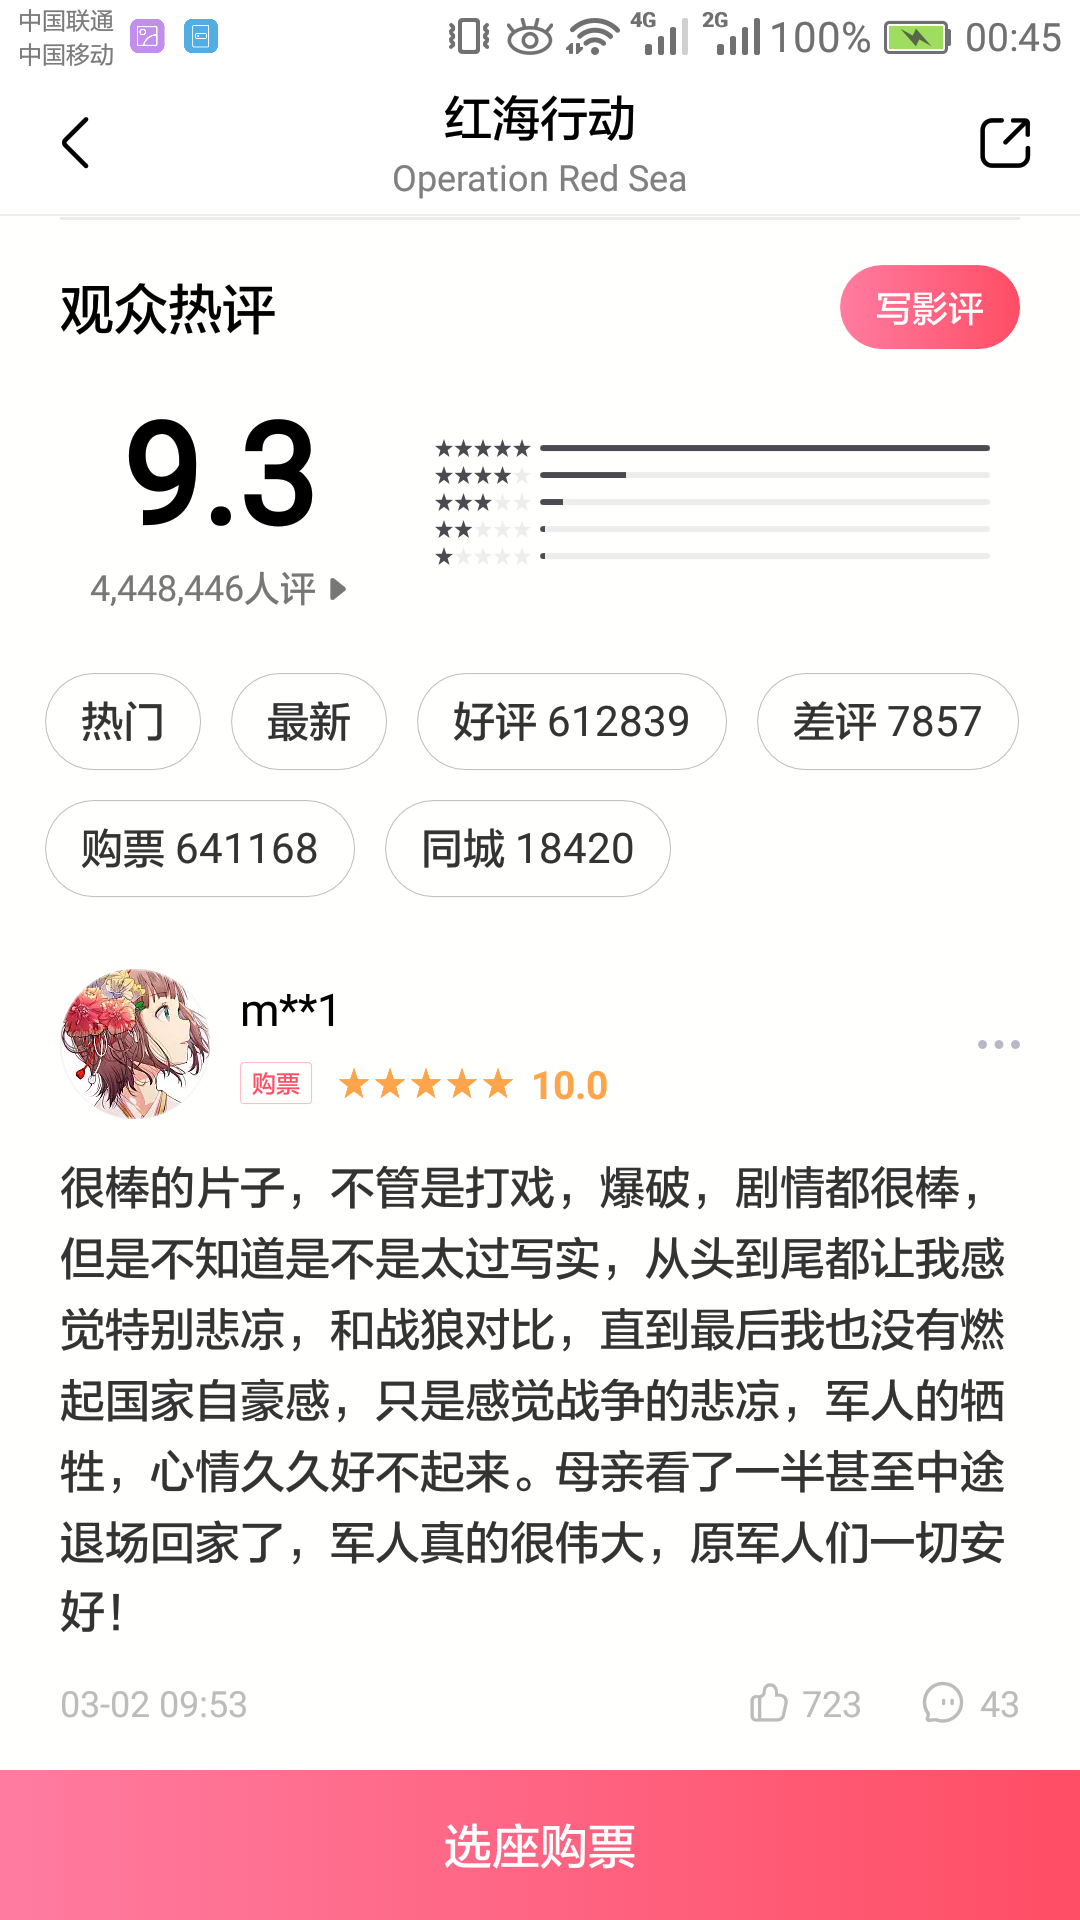 中国联通
中国移动
4G
2G
100%
00:45
红海行动
Operation Red Sea
观众热评
写影评
9.3
4,448,446人评
热门
最新
好评 612839
差评 7857
购票 641168
同城 18420
m**1
购票
10.0
很棒的片子，不管是打戏，爆破，剧情都很棒，
但是不知道是不是太过写实，从头到尾都让我感
觉特别悲凉，和战狼对比，直到最后我也没有燃
起国家自豪感，只是感觉战争的悲凉，军人的牺
牲，心情久久好不起来。母亲看了一半甚至中途
退场回家了，军人真的很伟大，原军人们一切安
好！
03-02 09:53
723
43
选座购票